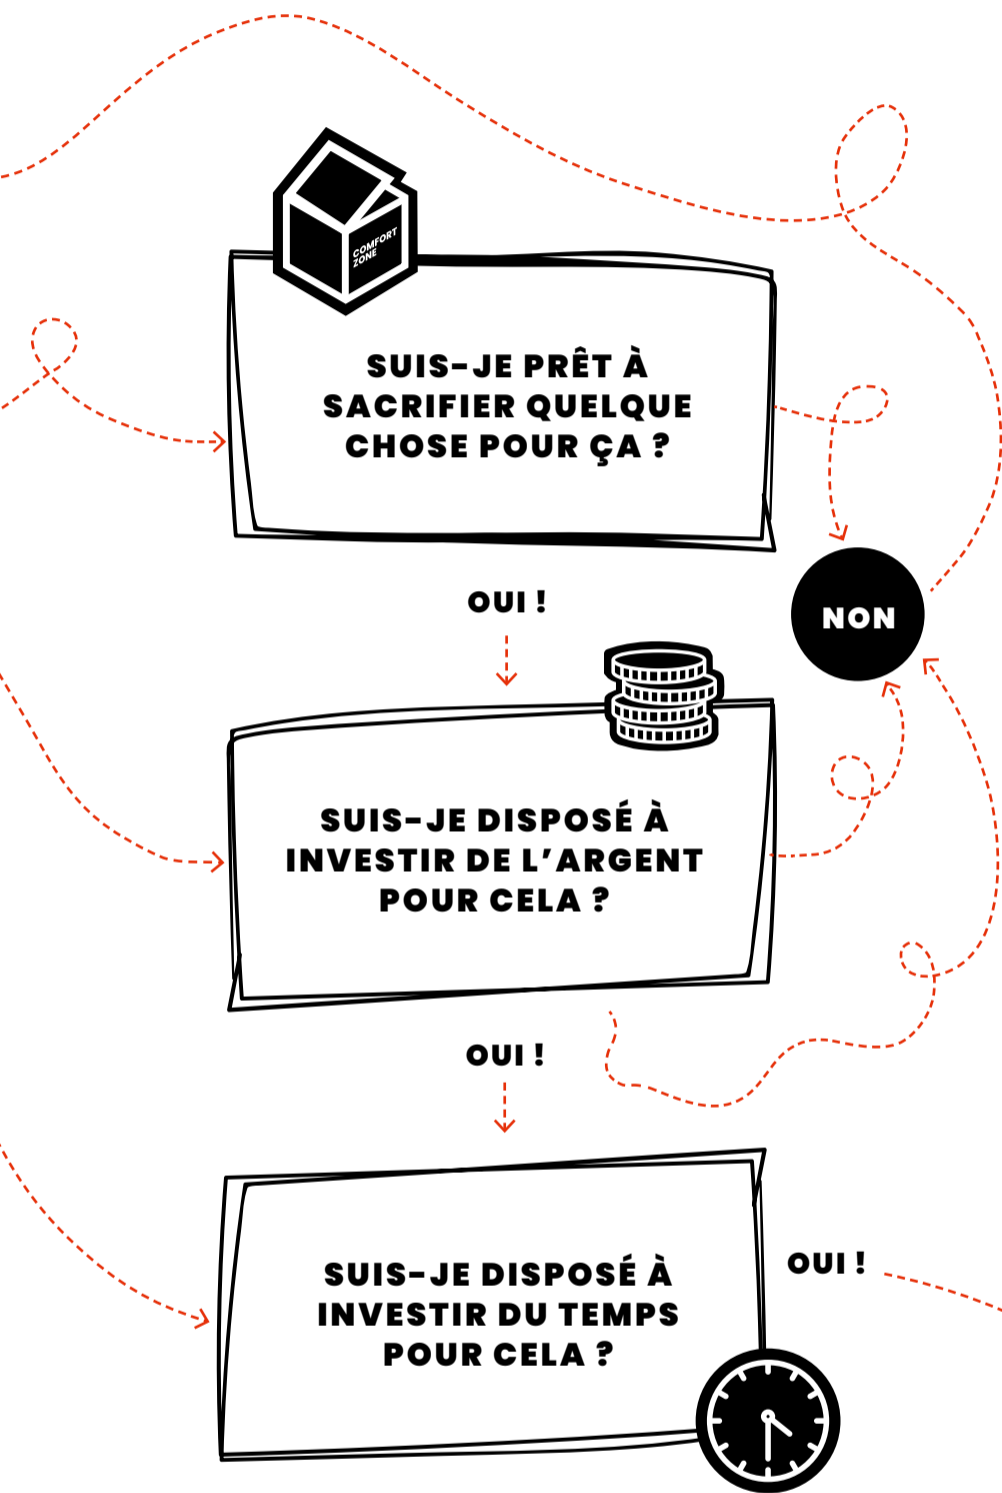 COMFORT
ZONE
SUIS-JE PRÊT À
SACRIFIER QUELQUE
CHOSE POUR ÇA ?
OUI !
NON
SUIS-JE DISPOSÉ À
INVESTIR DE L’ARGENT
POUR CELA ?
OUI !
SUIS-JE DISPOSÉ À
INVESTIR DU TEMPS
POUR CELA ?
OUI !